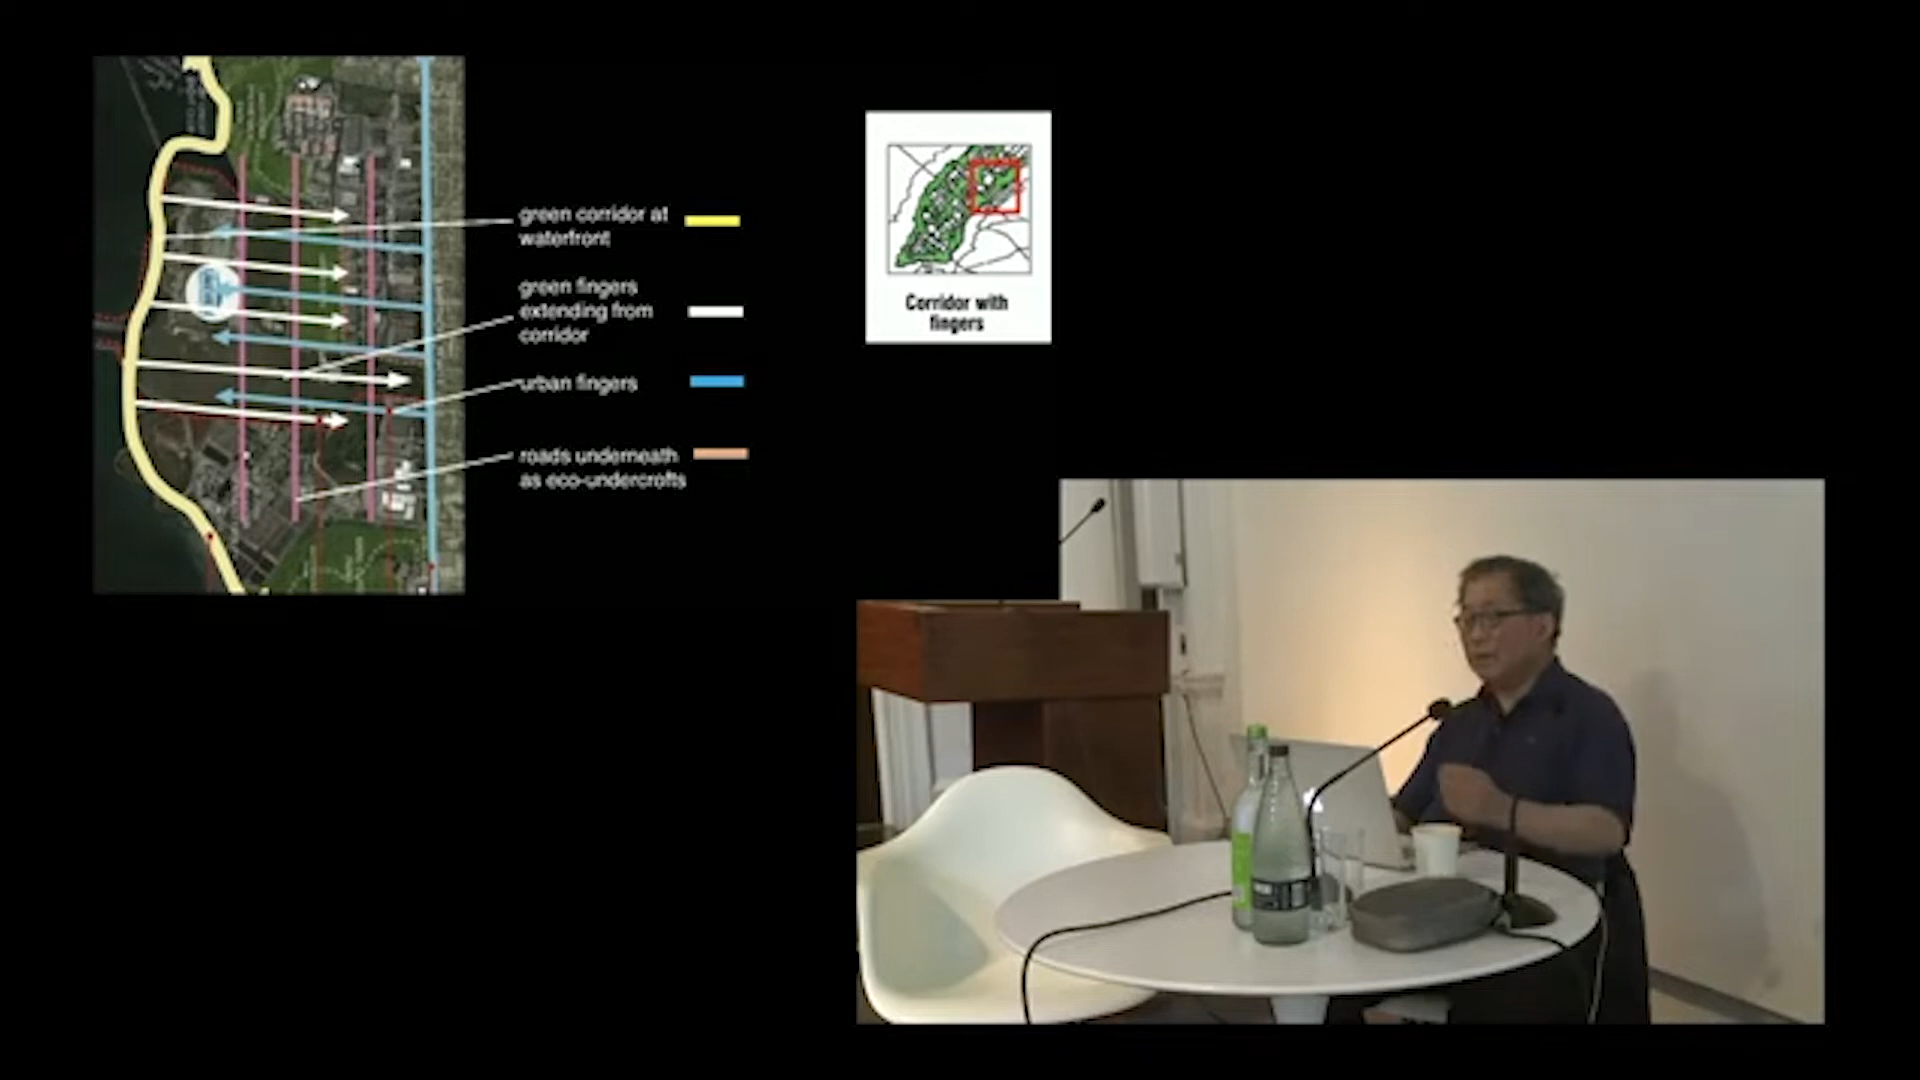 green corridor at
waterfront
green fingers
extending from
corridor
urban fingers
roads underneath
as eco-undercrofts
Corridor with
fingers